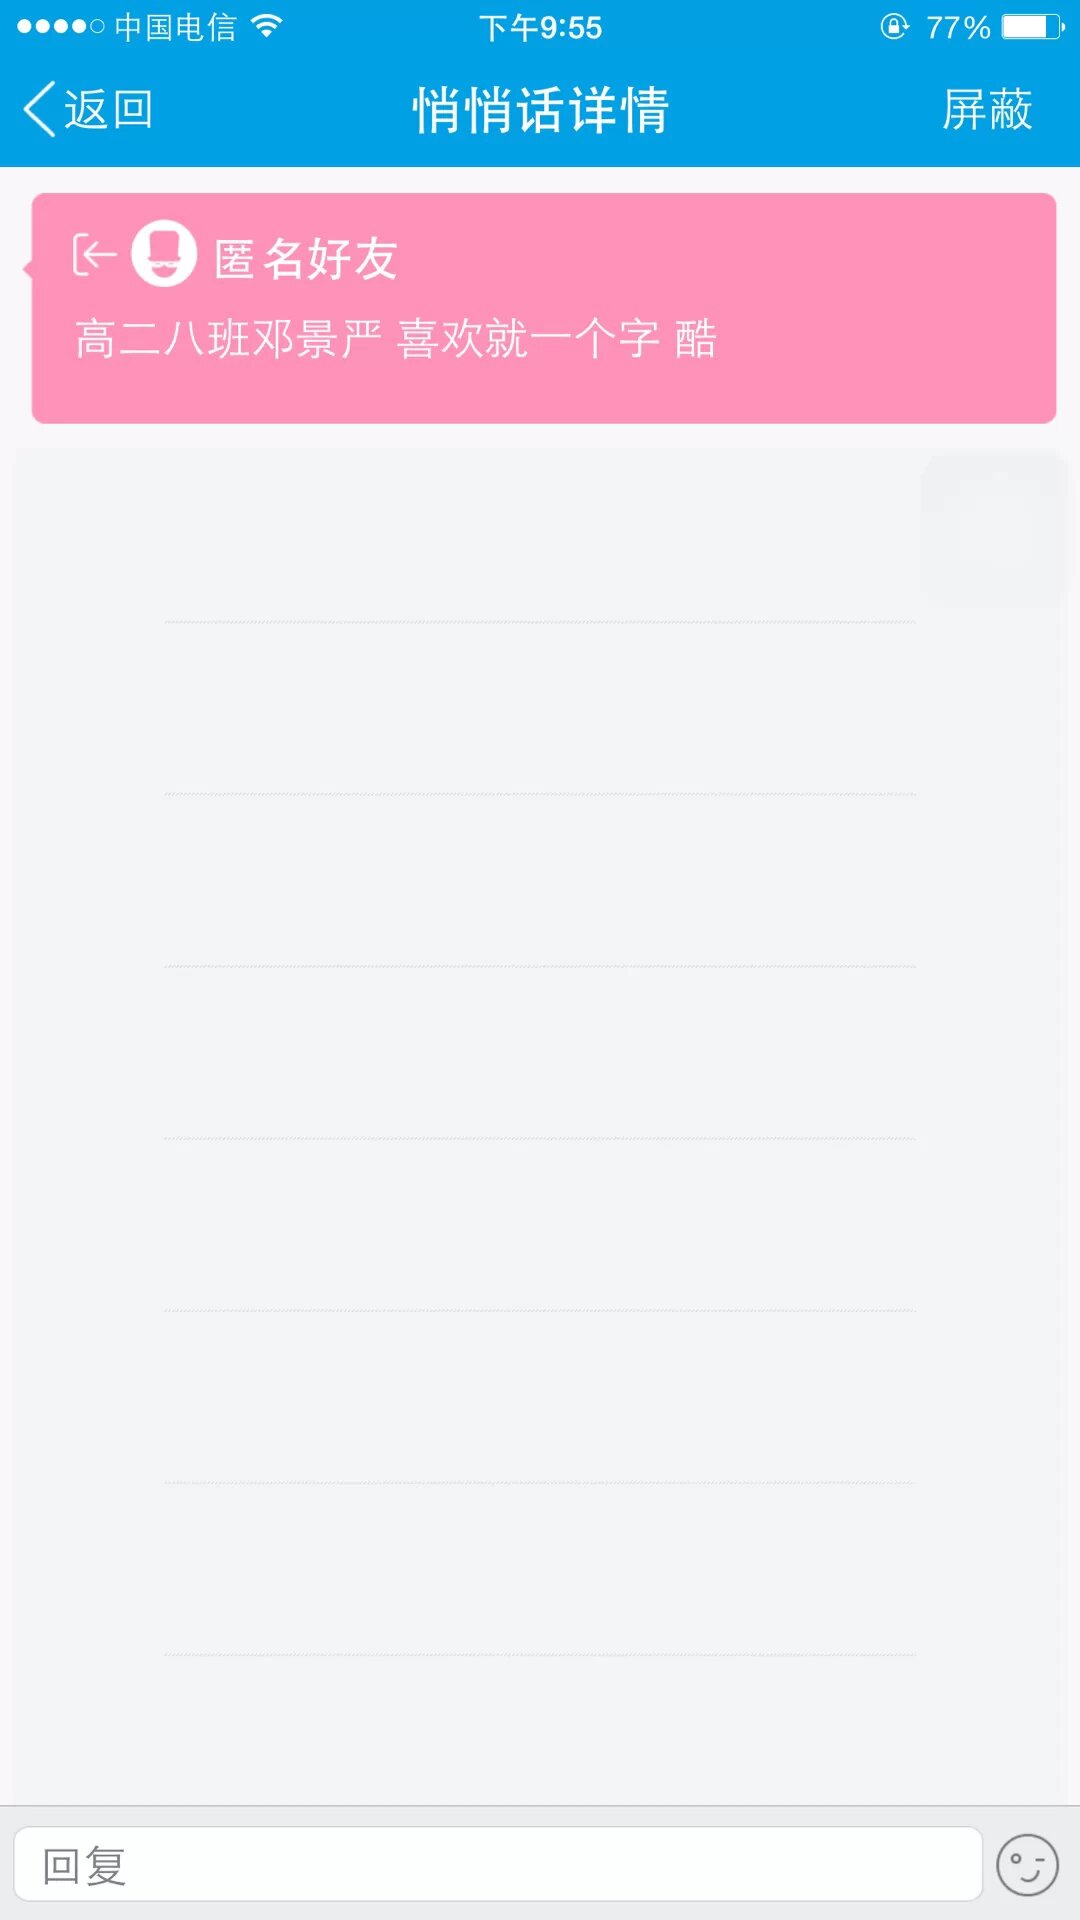 中国电信 下午9:55 77%
返回 悄悄话详情 屏蔽
匿名好友
高二八班邓景严 喜欢就一个字 酷
回复